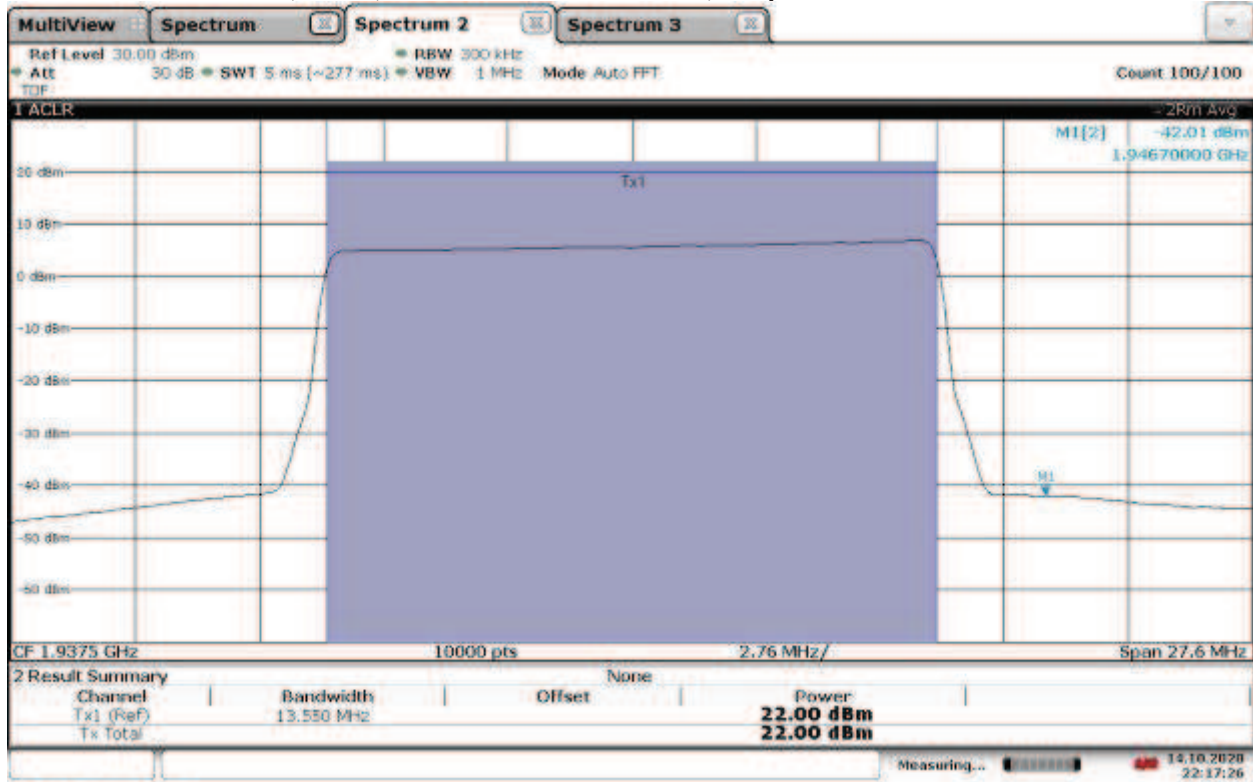 MultiView Spectrum Spectrum 2 Spectrum 3
Ref Level 30.00 dBm RBW 300 kHz
Att 30 dB SWT 5 ms (~277 ms) VBW 1 MHz Mode Auto FFT Count 100/100
TDF
1 ACLR 2Rm Avg
M1[2] -42.01 dBm
1.94670000 GHz
20 dBm
Tx1
10 dBm
0 dBm
-10 dBm
-20 dBm
-30 dBm
-40 dBm
M1
-50 dBm
-60 dBm
CF 1.9375 GHz 10000 pts 2.76 MHz/ Span 27.6 MHz
2 Result Summary None
Channel Bandwidth Offset Power
Tx1 (Ref) 13.550 MHz 22.00 dBm
Tx Total 22.00 dBm
Measuring... 14.10.2020
22:17:26